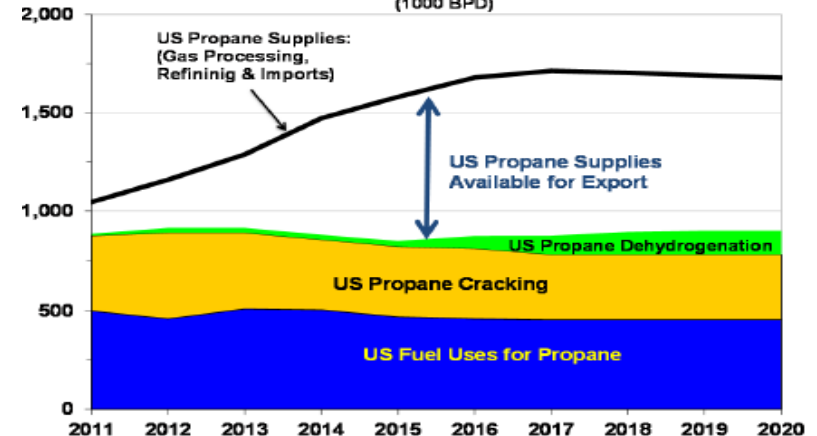 (1000 BPD)
2,000
US Propane Supplies:
(Gas Processing,
Refininig & Imports)
1,500
US Propane Supplies
Available for Export
1,000
US Propane Dehydrogenation
US Propane Cracking
500
US Fuel Uses for Propane
0
2011 2012 2013 2014 2015 2016 2017 2018 2019 2020